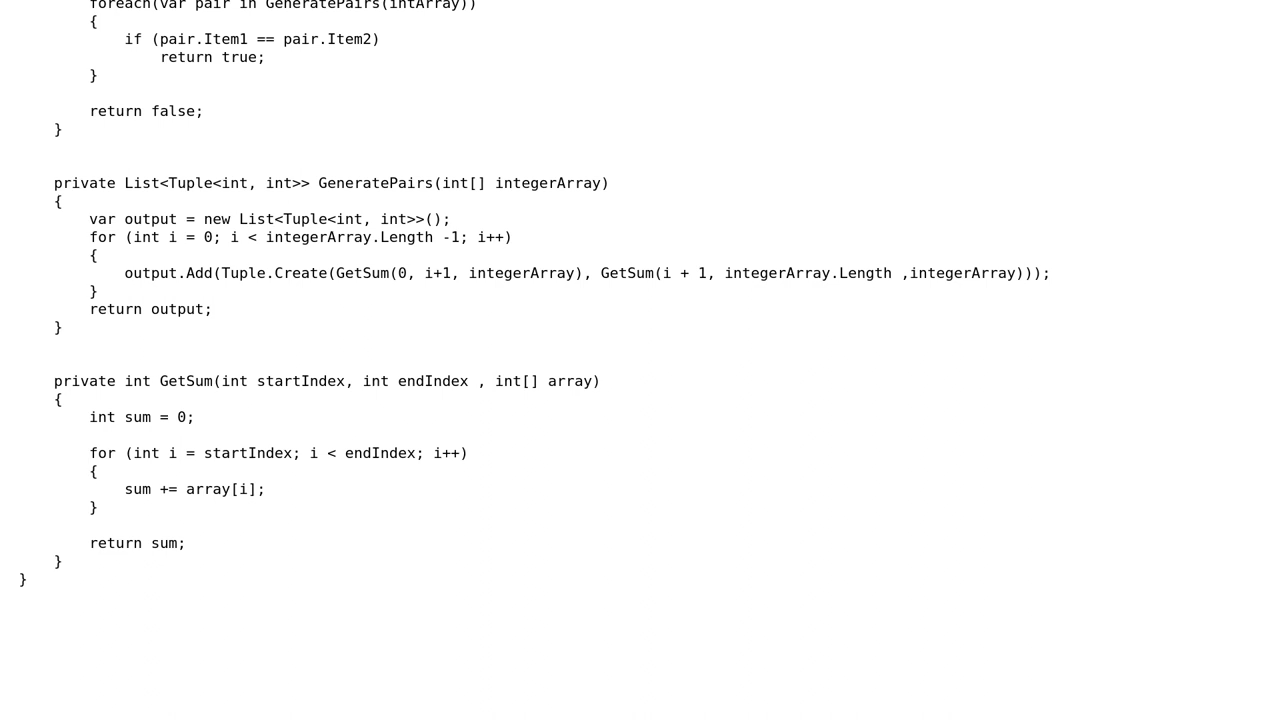 foreach(var pair in GeneratePairs(intArray))
{
if (pair.Item1 == pair.Item2)
return true;
}
return false;
}
private List<Tuple<int, int>> GeneratePairs(int[] integerArray)
{
var output = new List<Tuple<int, int>>();
for (int i = 0; i < integerArray.Length -1; i++)
{
output.Add(Tuple.Create(GetSum(0, i+1, integerArray), GetSum(i + 1, integerArray.Length ,integerArray)));
}
return output;
}
private int GetSum(int startIndex, int endIndex , int[] array)
{
int sum = 0;
for (int i = startIndex; i < endIndex; i++)
{
sum += array[i];
}
return sum;
}
}